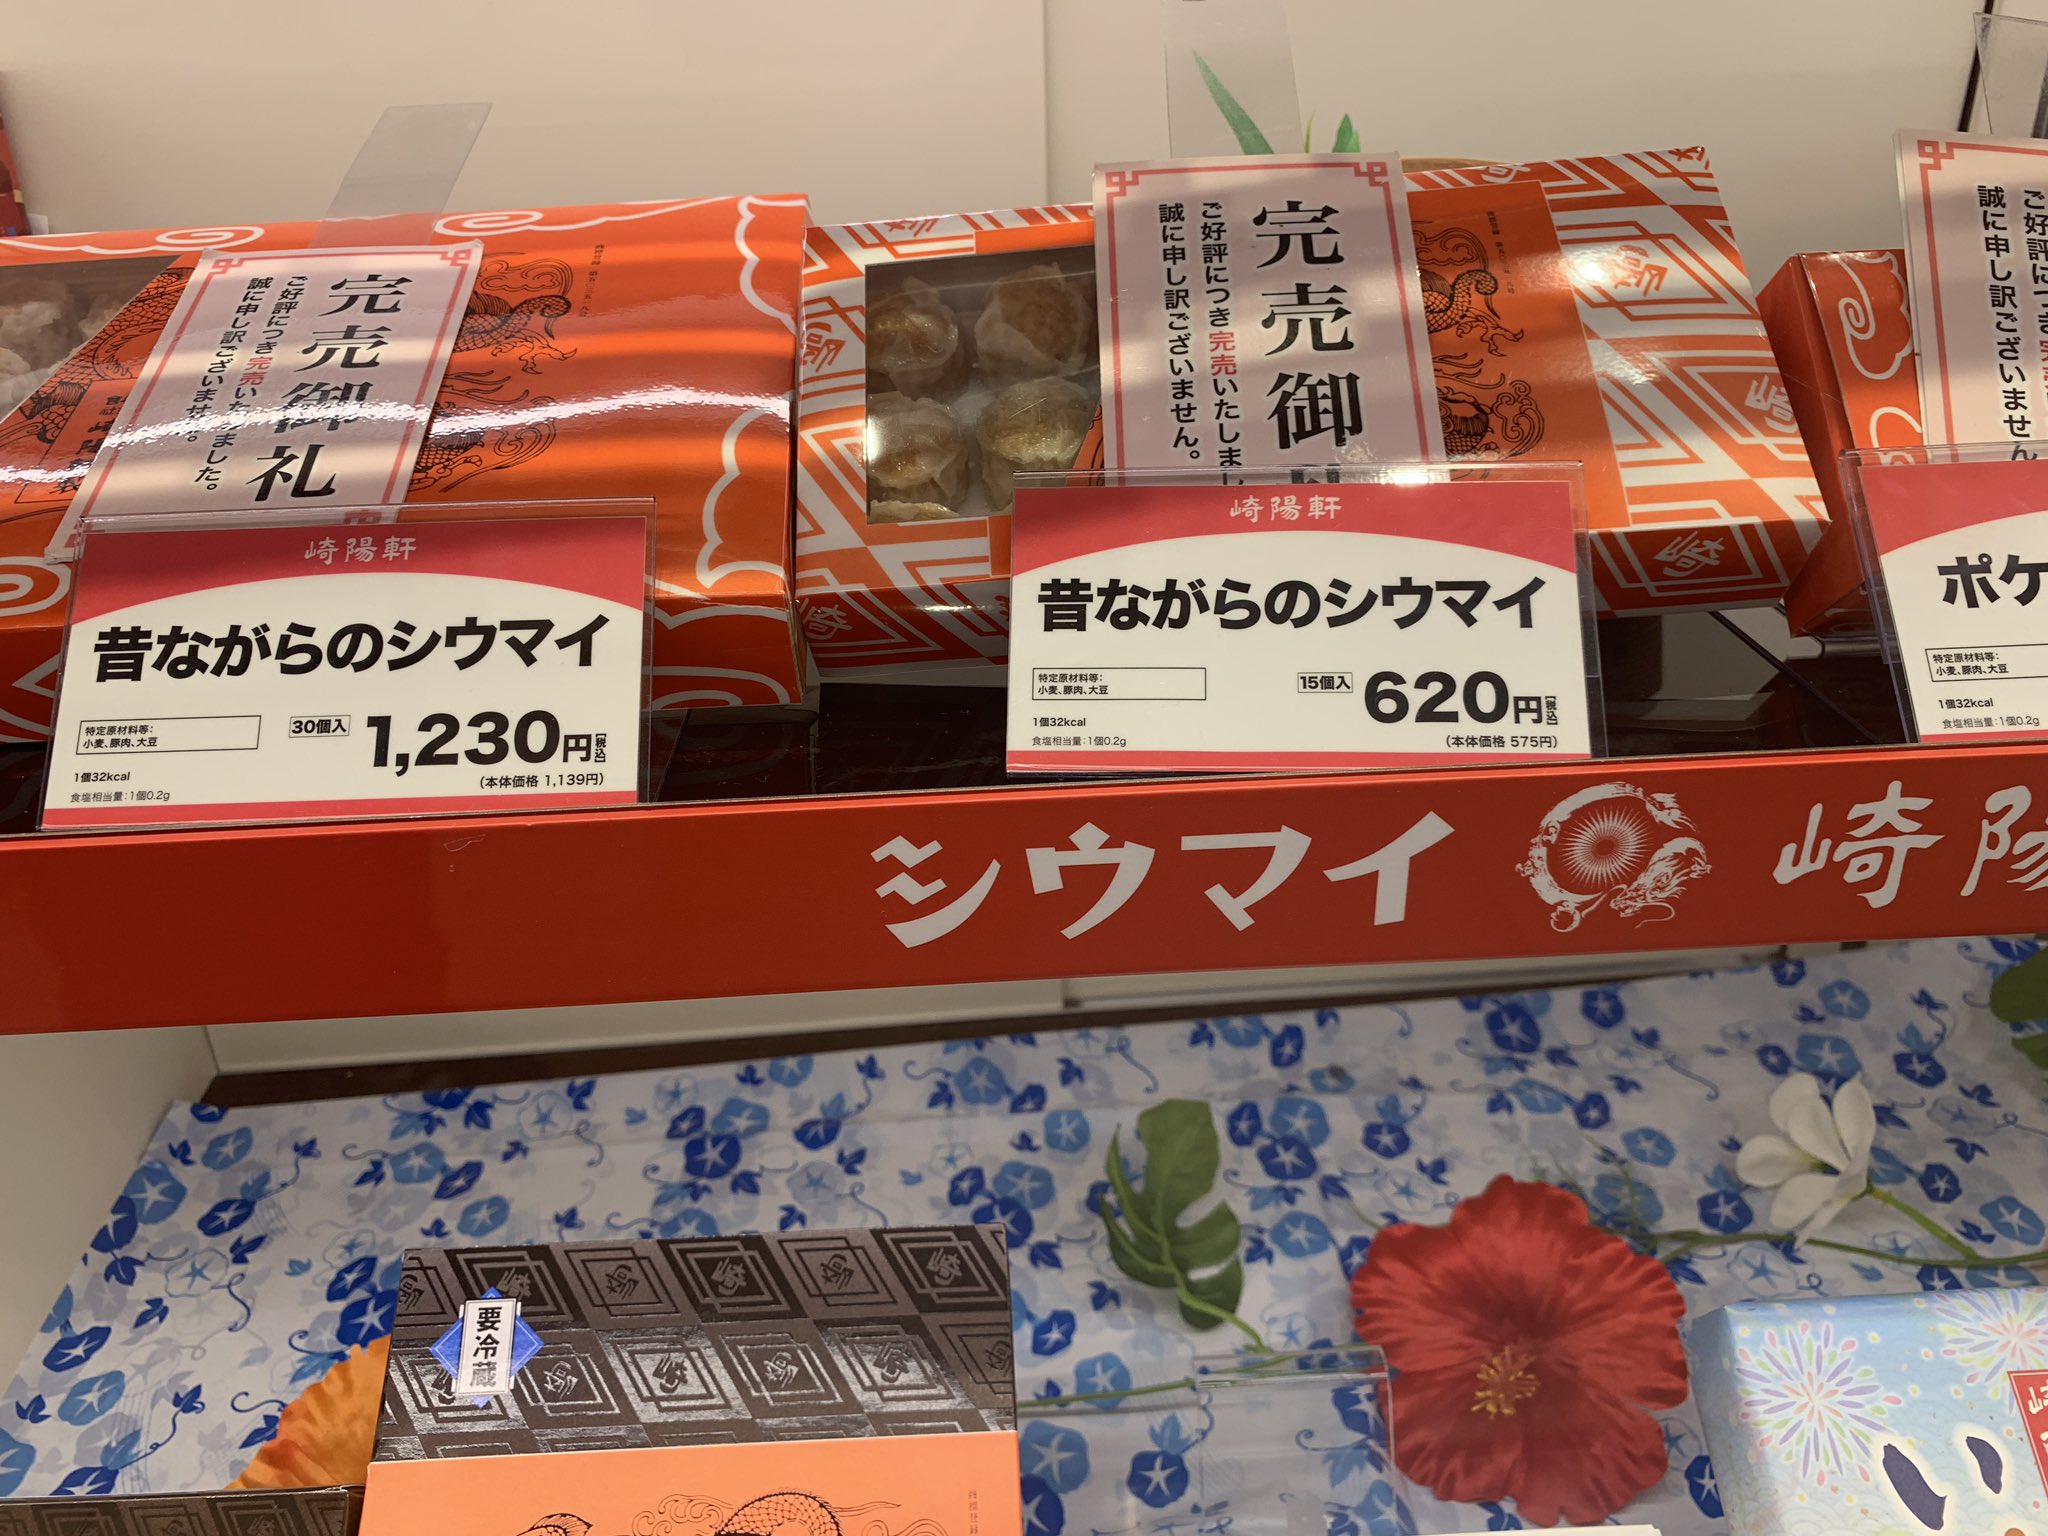 完売御礼
ご好評につき完売いたしました。
誠に申し訳ございません。
完売御
ご好評につき完売いたしまし
誠に申し訳ございません。
ご好評につき完
誠に申し訳ございません
崎陽軒
昔ながらのシウマイ
特定原材料等:
小麦、豚肉、大豆
30個入 1,230円[税込]
(本体価格 1,139円)
1個32kcal
食塩相当量:1個0.2g
崎陽軒
昔ながらのシウマイ
特定原材料等:
小麦、豚肉、大豆
15個入 620円[税込]
(本体価格 575円)
1個32kcal
食塩相当量:1個0.2g
ポケ
特定原材料等:
小麦、豚肉、大豆
1個32kcal
食塩相当量:1個0.2g
シウマイ 崎陽
要冷蔵